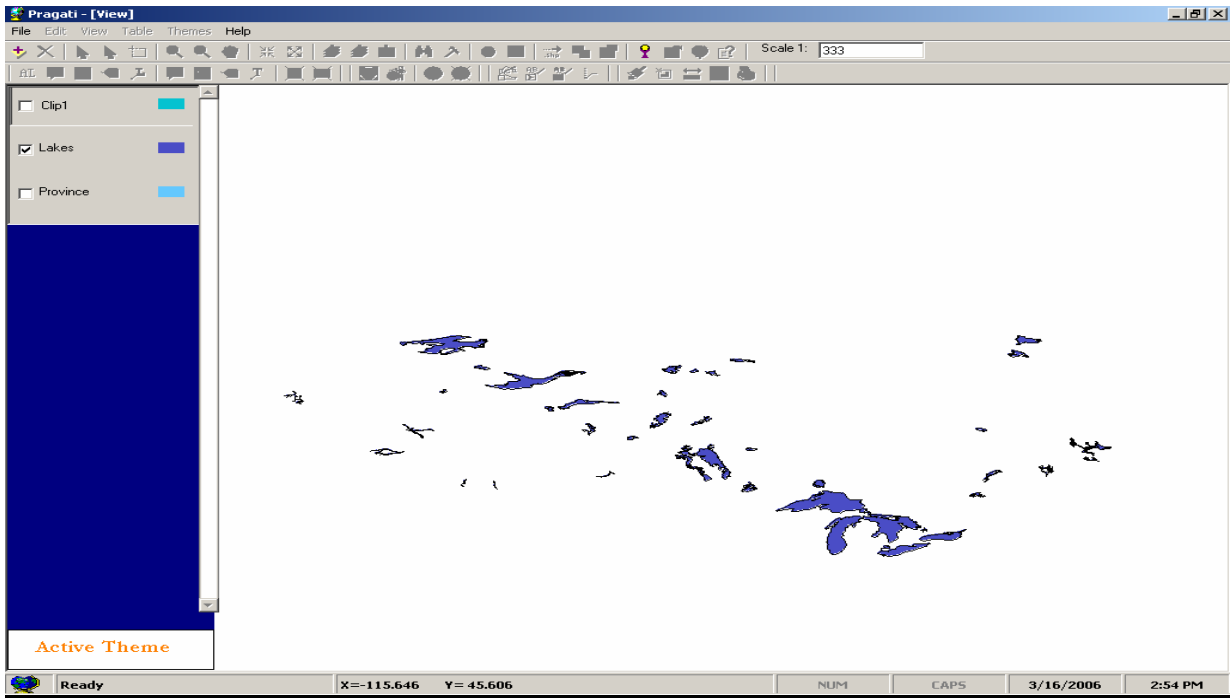 Pragati - [View]
File Edit View Table Themes Help
Scale 1: 333
Clip1
Lakes
Province
Active Theme
Ready X=-115.646 Y= 45.606 NUM CAPS 3/16/2006 2:54 PM